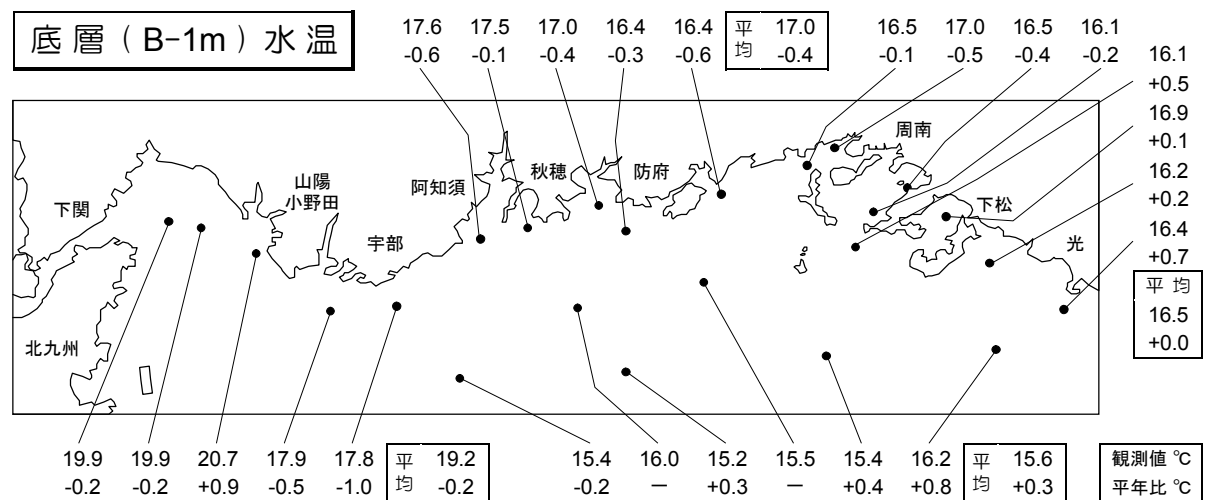 底層（B-1m）水温
17.6 17.5 17.0 16.4 16.4 平均 17.0 16.5 17.0 16.5 16.1
-0.6 -0.1 -0.4 -0.3 -0.6 -0.4 -0.1 -0.5 -0.4 -0.2
16.1
+0.5
16.9
+0.1
16.2
+0.2
16.4
+0.7
平均
16.5
+0.0
周南
秋穂
防府
山陽
小野田
阿知須
下関
下松
宇部
光
北九州
19.9 19.9 20.7 17.9 17.8 平均 19.2 15.4 16.0 15.2 15.5 15.4 16.2 平均 15.6 観測値 ℃
-0.2 -0.2 +0.9 -0.5 -1.0 -0.2 -0.2 － +0.3 － +0.4 +0.8 +0.3 平年比 ℃